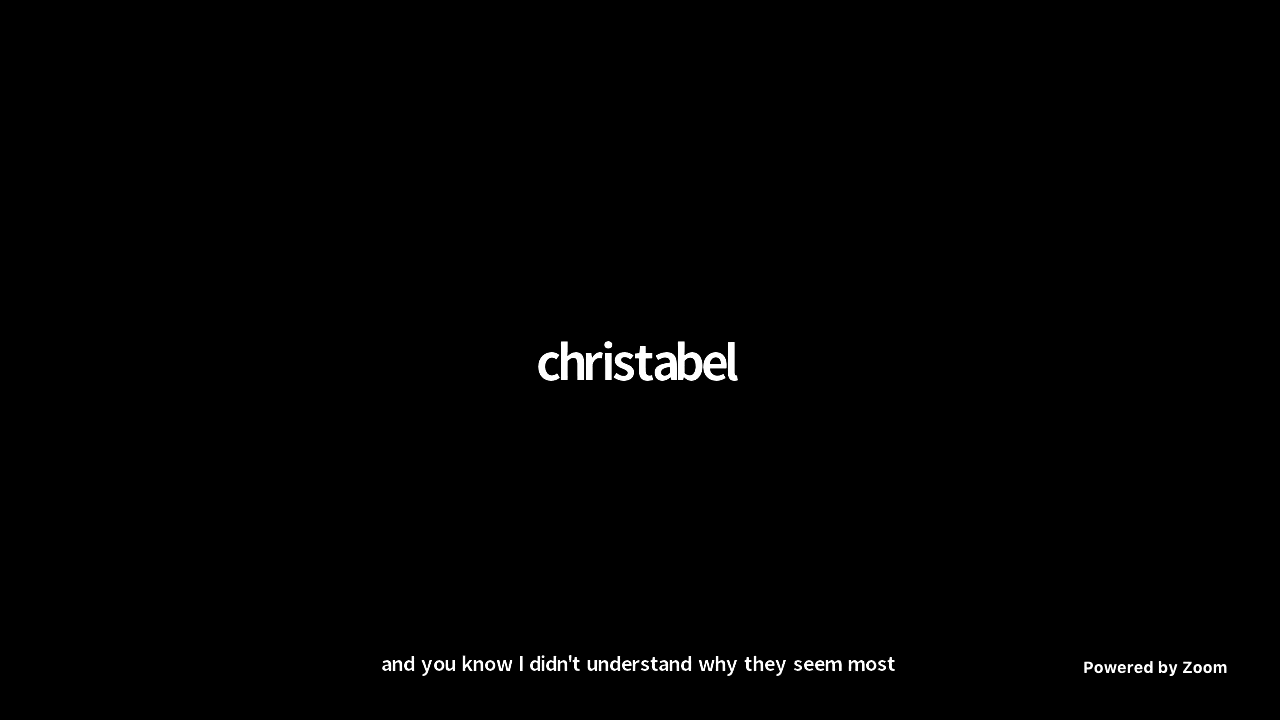 christabel
and you know I didn't understand why they seem most
Powered by Zoom